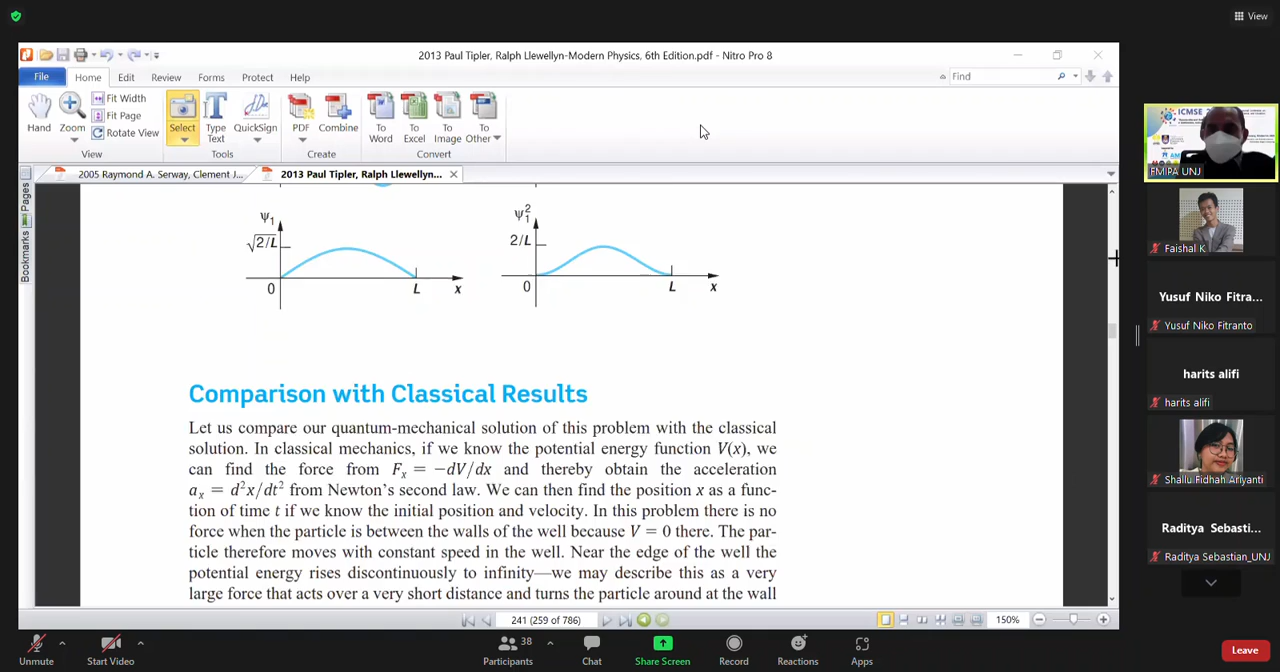 View
2013 Paul Tipler, Ralph Llewellyn-Modern Physics, 6th Edition.pdf - Nitro Pro 8
File Home Edit Review Forms Protect Help
Find
Hand
Zoom
Fit Width
Fit Page
Rotate View
Select
Type Text
QuickSign
PDF
Combine
To Word
To Excel
To Image
To Other
View
Tools
Create
Convert
2005 Raymond A. Serway, Clement J...
2013 Paul Tipler, Ralph Llewellyn...
Pages
Bookmarks
ψ1
√2/L
0
L
x
ψ1²
2/L
0
L
x
Comparison with Classical Results
Let us compare our quantum-mechanical solution of this problem with the classical
solution. In classical mechanics, if we know the potential energy function V(x), we
can find the force from Fx = −dV/dx and thereby obtain the acceleration
ax = d²x/dt² from Newton's second law. We can then find the position x as a func-
tion of time t if we know the initial position and velocity. In this problem there is no
force when the particle is between the walls of the well because V = 0 there. The par-
ticle therefore moves with constant speed in the well. Near the edge of the well the
potential energy rises discontinuously to infinity—we may describe this as a very
large force that acts over a very short distance and turns the particle around at the wall
241 (259 of 786)
150%
ICMSE
FMIPA UNJ
Faishal K
Yusuf Niko Fitra...
Yusuf Niko Fitranto
harits alifi
harits alifi
Shallu Fidhah Ariyanti
Raditya Sebasti...
Raditya Sebastian_UNJ
Unmute
Start Video
38
Participants
Chat
Share Screen
Record
Reactions
Apps
Leave